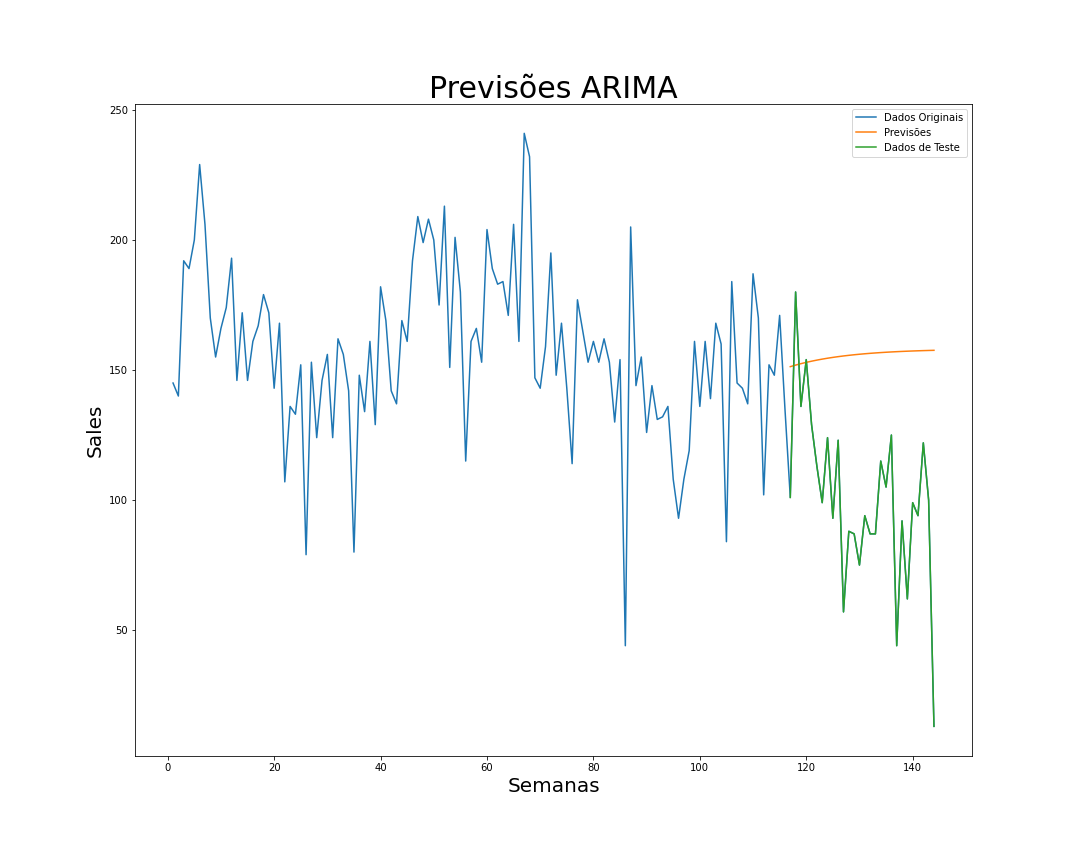 Previsões ARIMA
Dados Originais
Previsões
Dados de Teste
250
200
150
100
50
Sales
0 20 40 60 80 100 120 140
Semanas